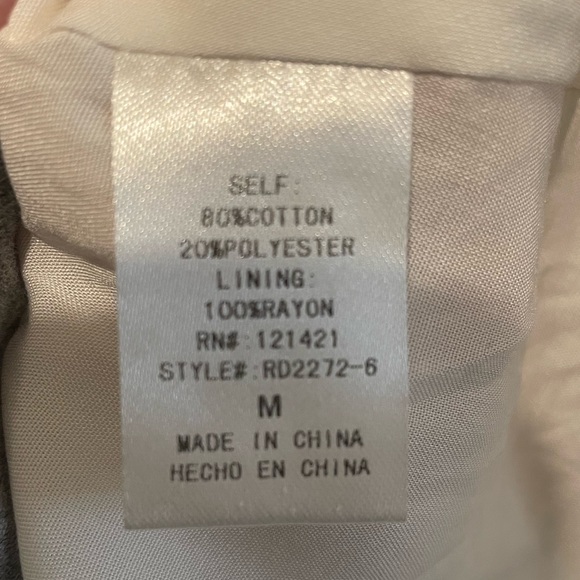 SELF:
80%COTTON
20%POLYESTER
LINING:
100%RAYON
RN#:121421
STYLE#:RD2272-6
M
MADE IN CHINA
HECHO EN CHINA